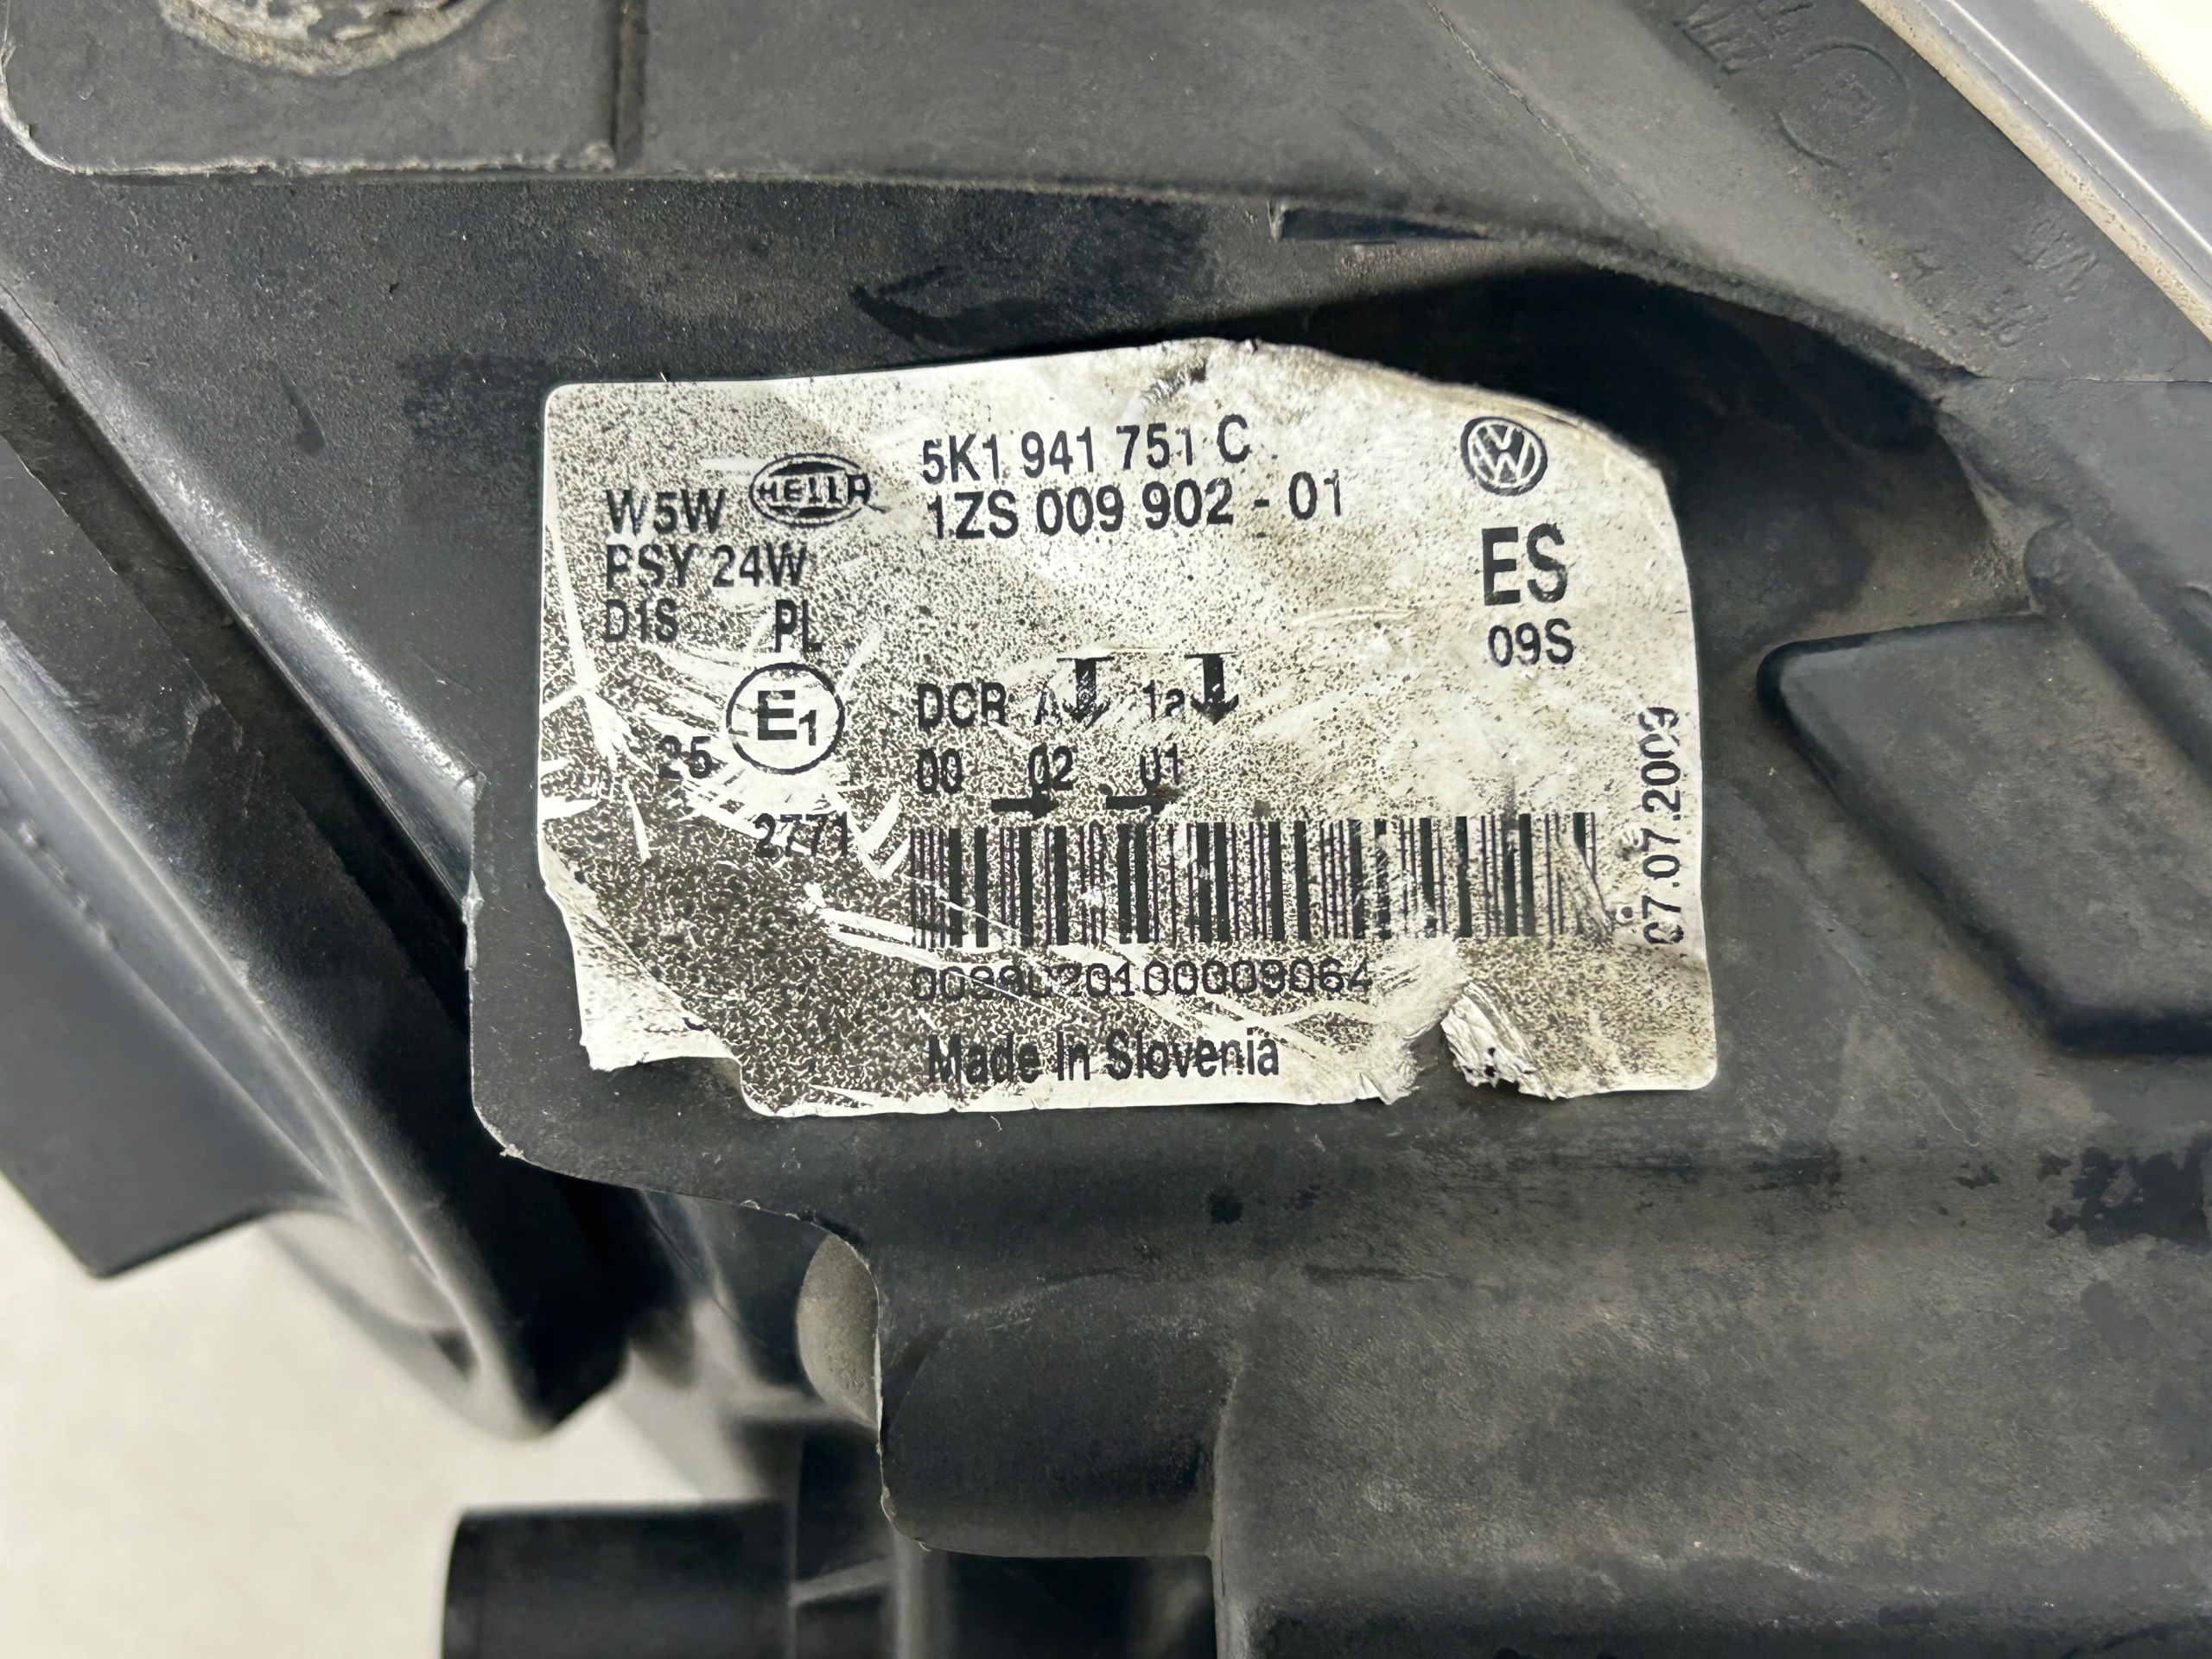 5K1 941 751 C
W5W HELLA 1ZS 009 902 - 01
PSY 24W
D1S PL
ES
09S
E1
DCR A 1a
25
00 02 01
2771
07.07.2009
Made in Slovenia